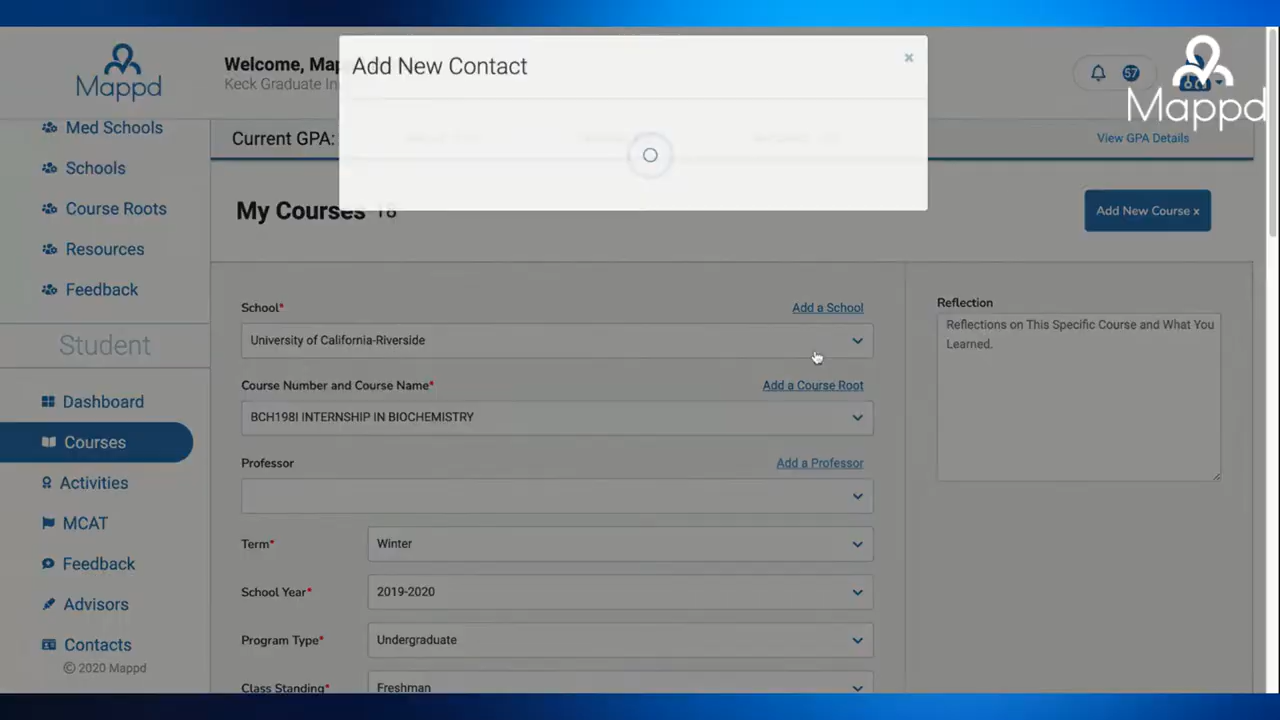 Mappd
Welcome, Map
Keck Graduate In
Add New Contact
×
57
Mappd
Med Schools
Schools
Course Roots
Resources
Feedback
Student
Dashboard
Courses
Activities
MCAT
Feedback
Advisors
Contacts
© 2020 Mappd
Current GPA:
View GPA Details
My Courses 18
Add New Course x
School*
Add a School
University of California-Riverside
Course Number and Course Name*
Add a Course Root
BCH198I INTERNSHIP IN BIOCHEMISTRY
Professor
Add a Professor
Term*
Winter
School Year*
2019-2020
Program Type*
Undergraduate
Class Standing*
Freshman
Reflection
Reflections on This Specific Course and What You
Learned.